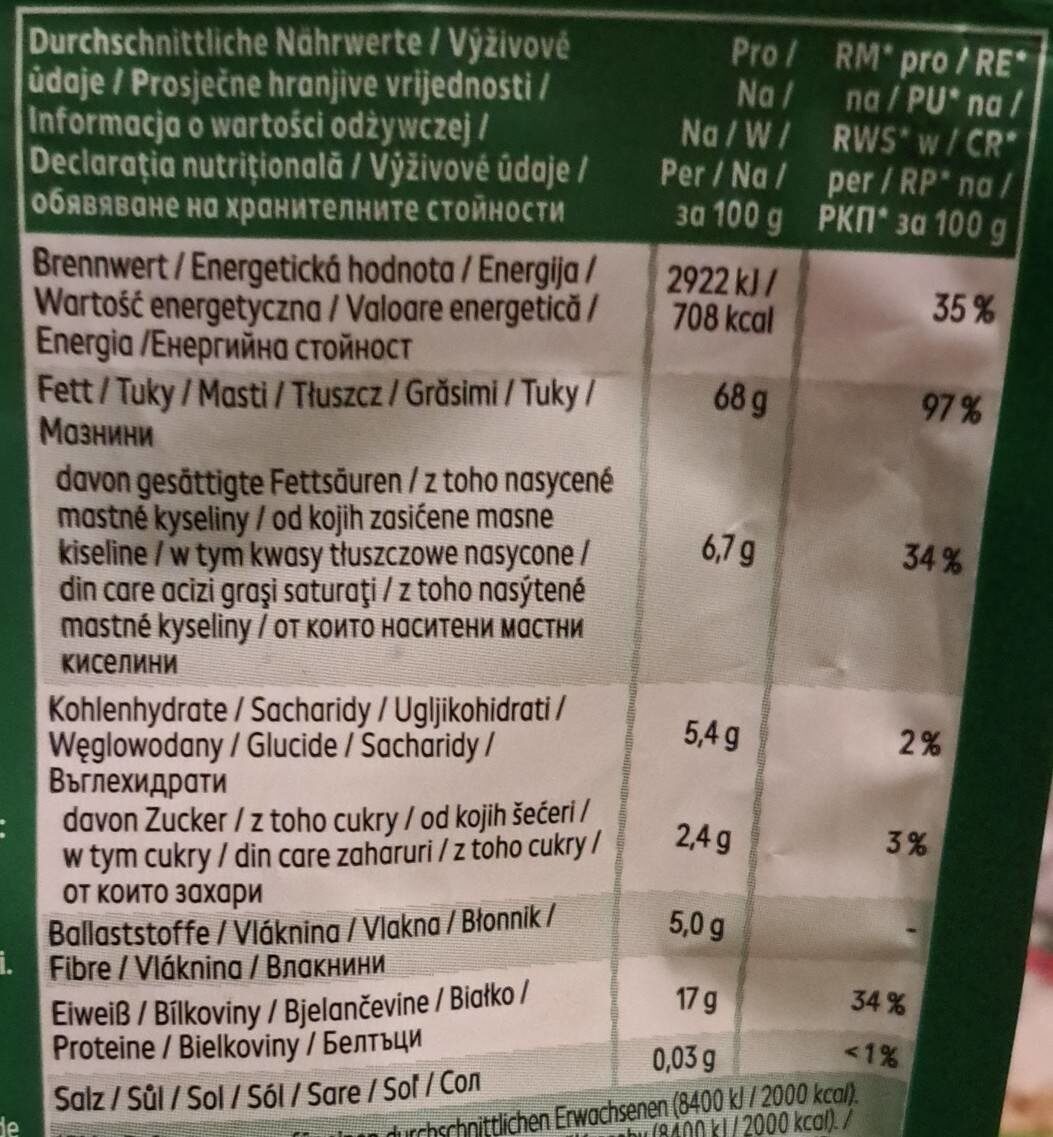 Durchschnittliche Nährwerte / Výživové Pro / RM* pro / RE*
údaje / Prosječne hranjive vrijednosti / Na / na / PU* na /
Informacja o wartości odżywczej / Na / W / RWS* w / CR*
Declarația nutrițională / Výživové údaje / Per / Na / per / RP* na /
обявяване на хранителните стойности за 100 g РКП* за 100 g
Brennwert / Energetická hodnota / Energija / 2922 kJ /
Wartość energetyczna / Valoare energetică / 708 kcal 35 %
Energia /Енергийна стойност
Fett / Tuky / Masti / Tłuszcz / Grăsimi / Tuky / 68 g 97 %
Мазнини
davon gesättigte Fettsäuren / z toho nasycené
mastné kyseliny / od kojih zasićene masne
kiseline / w tym kwasy tłuszczowe nasycone / 6,7 g 34 %
din care acizi grași saturați / z toho nasýtené
mastné kyseliny / от които наситени мастни
киселини
Kohlenhydrate / Sacharidy / Ugljikohidrati / 5,4 g 2 %
Węglowodany / Glucide / Sacharidy /
Въглехидрати
davon Zucker / z toho cukry / od kojih šećeri / 2,4 g 3 %
w tym cukry / din care zaharuri / z toho cukry /
от които захари
Ballaststoffe / Vláknina / Vlakna / Błonnik / 5,0 g -
Fibre / Vláknina / Влакнини
Eiweiß / Bílkoviny / Bjelančevine / Białko / 17 g 34 %
Proteine / Bielkoviny / Белтъци
Salz / Sůl / Sol / Sól / Sare / Soľ / Сол 0,03 g <1 %
durchschnittlichen Erwachsenen (8400 kJ / 2000 kcal).
(8400 kJ / 2000 kcal). /